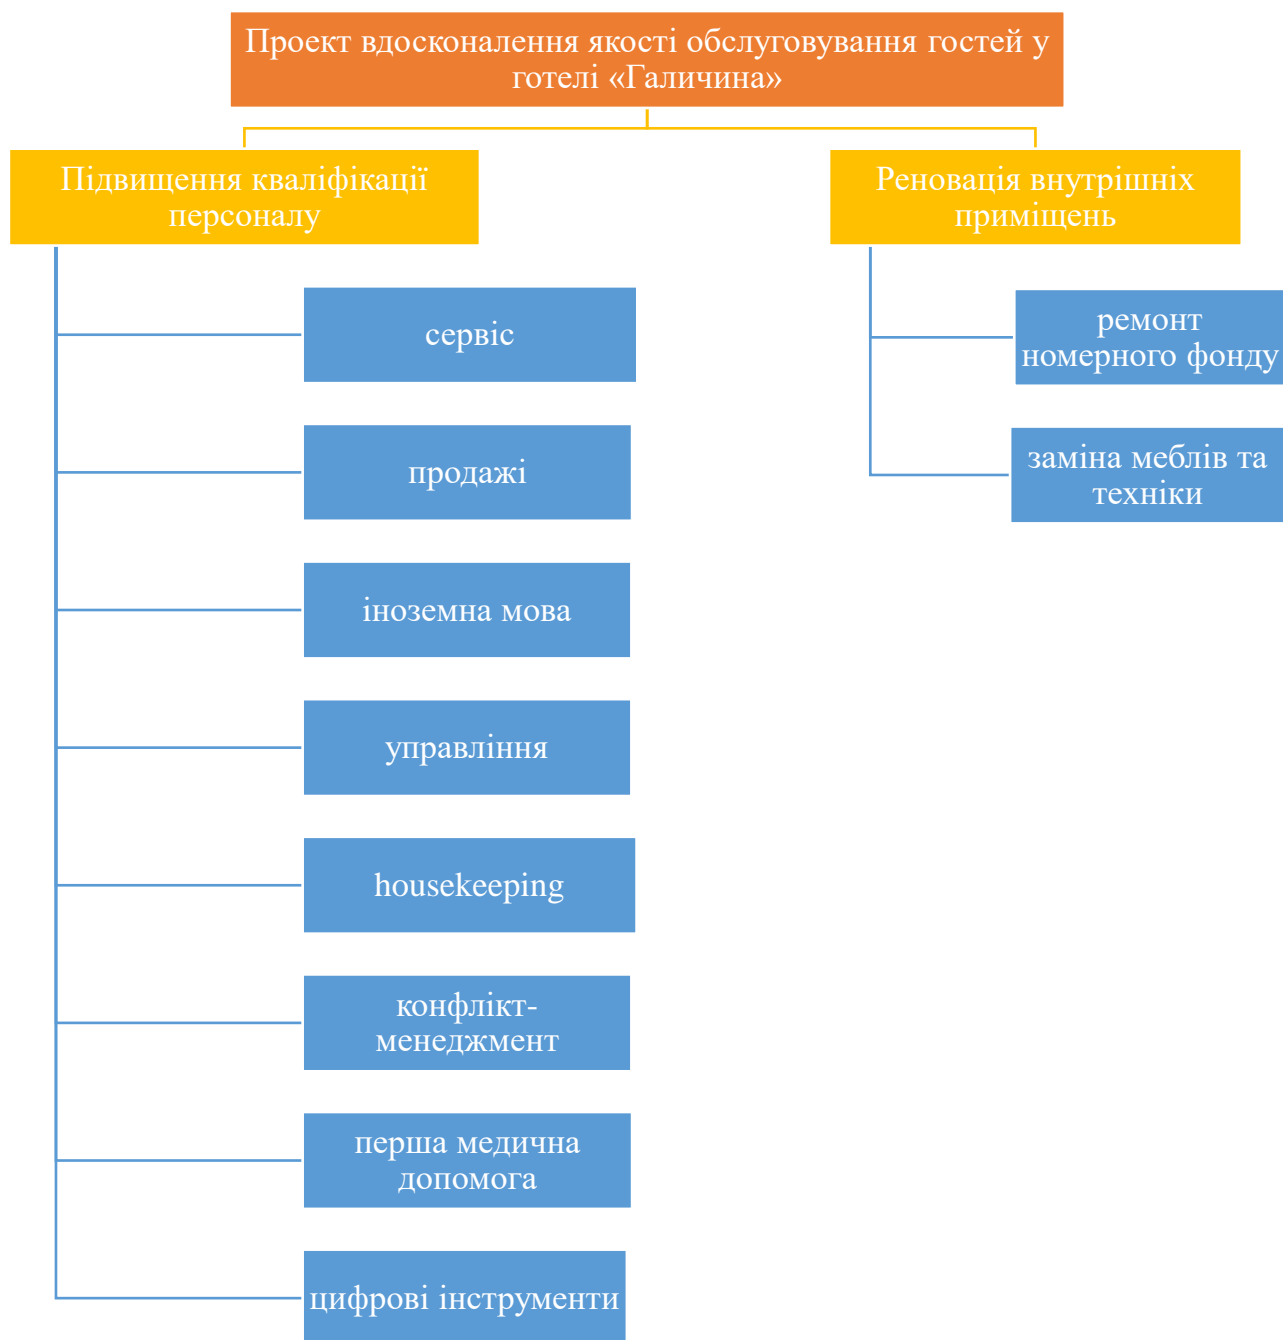 Проект вдосконалення якості обслуговування гостей у
готелі «Галичина»
Підвищення кваліфікації
персоналу
сервіс
продажі
іноземна мова
управління
housekeeping
конфлікт-
менеджмент
перша медична
допомога
цифрові інструменти
Реновація внутрішніх
приміщень
ремонт
номерного фонду
заміна меблів та
техніки